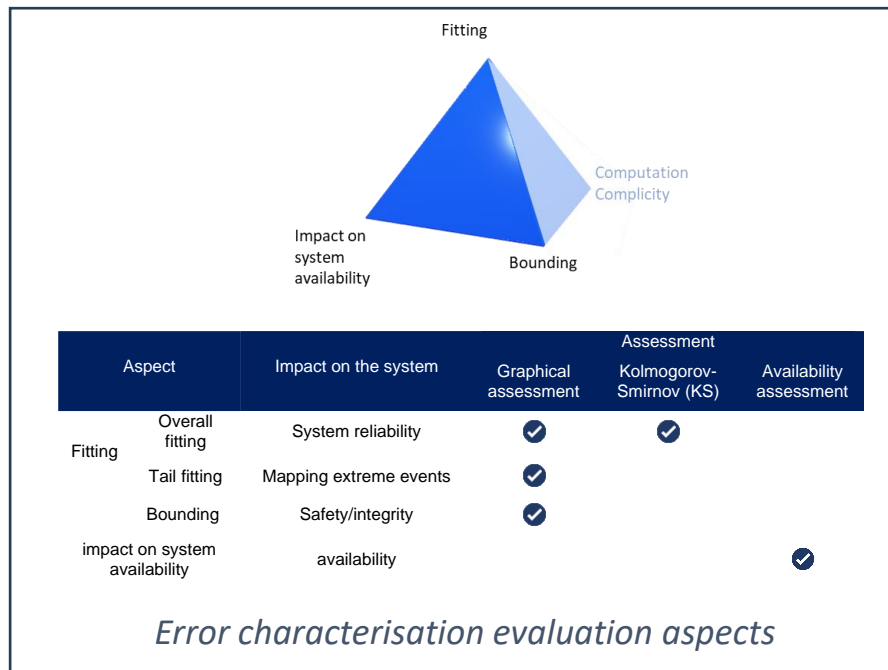 Fitting
Computation
Complicity
Impact on
system
availability
Bounding
Aspect
Impact on the system
Assessment
Graphical
assessment
Kolmogorov-
Smirnov (KS)
Availability
assessment
Fitting
Overall
fitting
System reliability
Tail fitting
Mapping extreme events
Bounding
Safety/integrity
impact on system
availability
availability
Error characterisation evaluation aspects